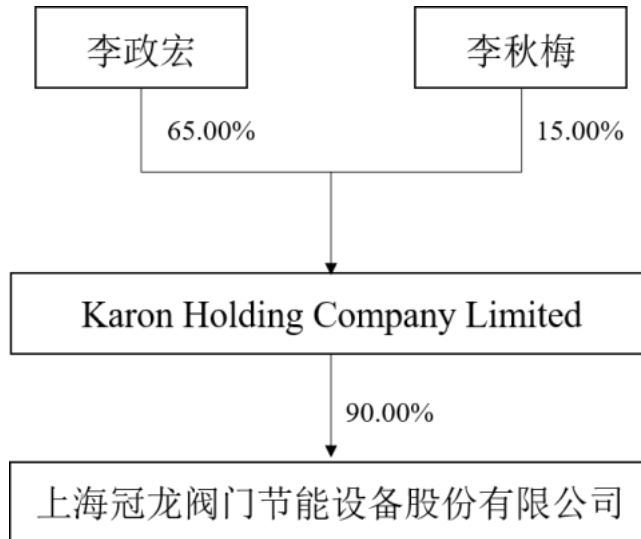 李政宏
李秋梅
65.00%
15.00%
Karon Holding Company Limited
90.00%
上海冠龙阀门节能设备股份有限公司